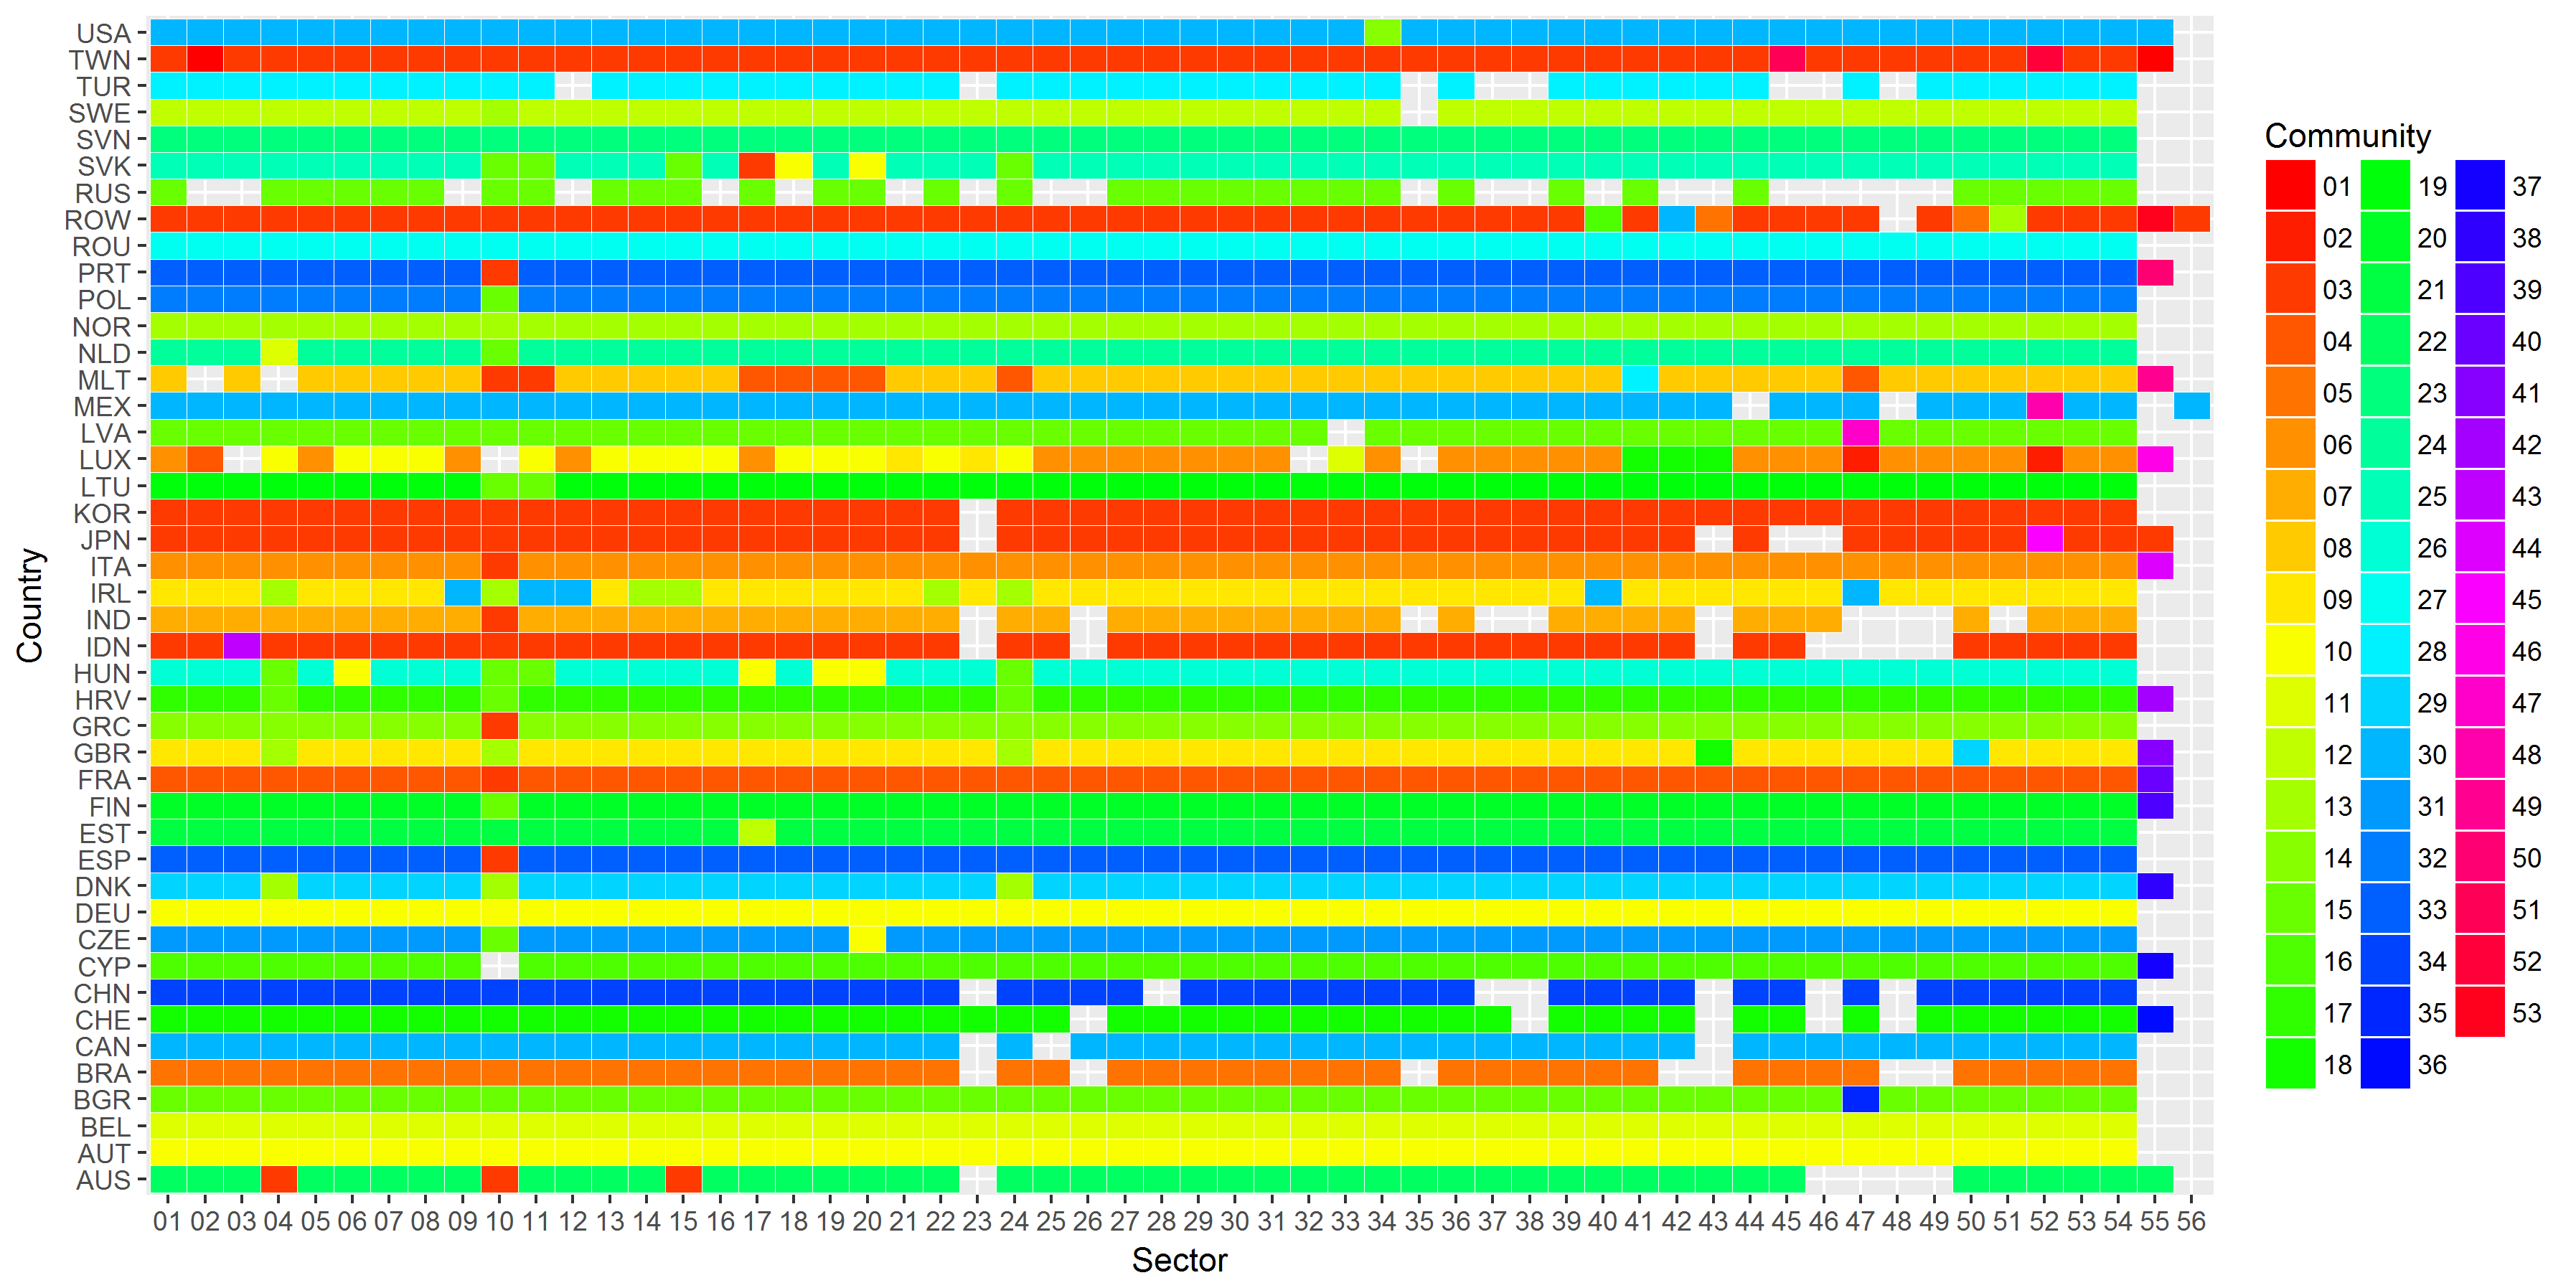 USA
TWN
TUR
SWE
SVN
SVK
RUS
ROW
ROU
PRT
POL
NOR
NLD
MLT
MEX
LVA
LUX
LTU
KOR
JPN
ITA
IRL
IND
IDN
HUN
HRV
GRC
GBR
FRA
FIN
EST
ESP
DNK
DEU
CZE
CYP
CHN
CHE
CAN
BRA
BGR
BEL
AUT
AUS
Country
01 02 03 04 05 06 07 08 09 10 11 12 13 14 15 16 17 18 19 20 21 22 23 24 25 26 27 28 29 30 31 32 33 34 35 36 37 38 39 40 41 42 43 44 45 46 47 48 49 50 51 52 53 54 55 56
Sector
Community
01 19 37
02 20 38
03 21 39
04 22 40
05 23 41
06 24 42
07 25 43
08 26 44
09 27 45
10 28 46
11 29 47
12 30 48
13 31 49
14 32 50
15 33 51
16 34 52
17 35 53
18 36